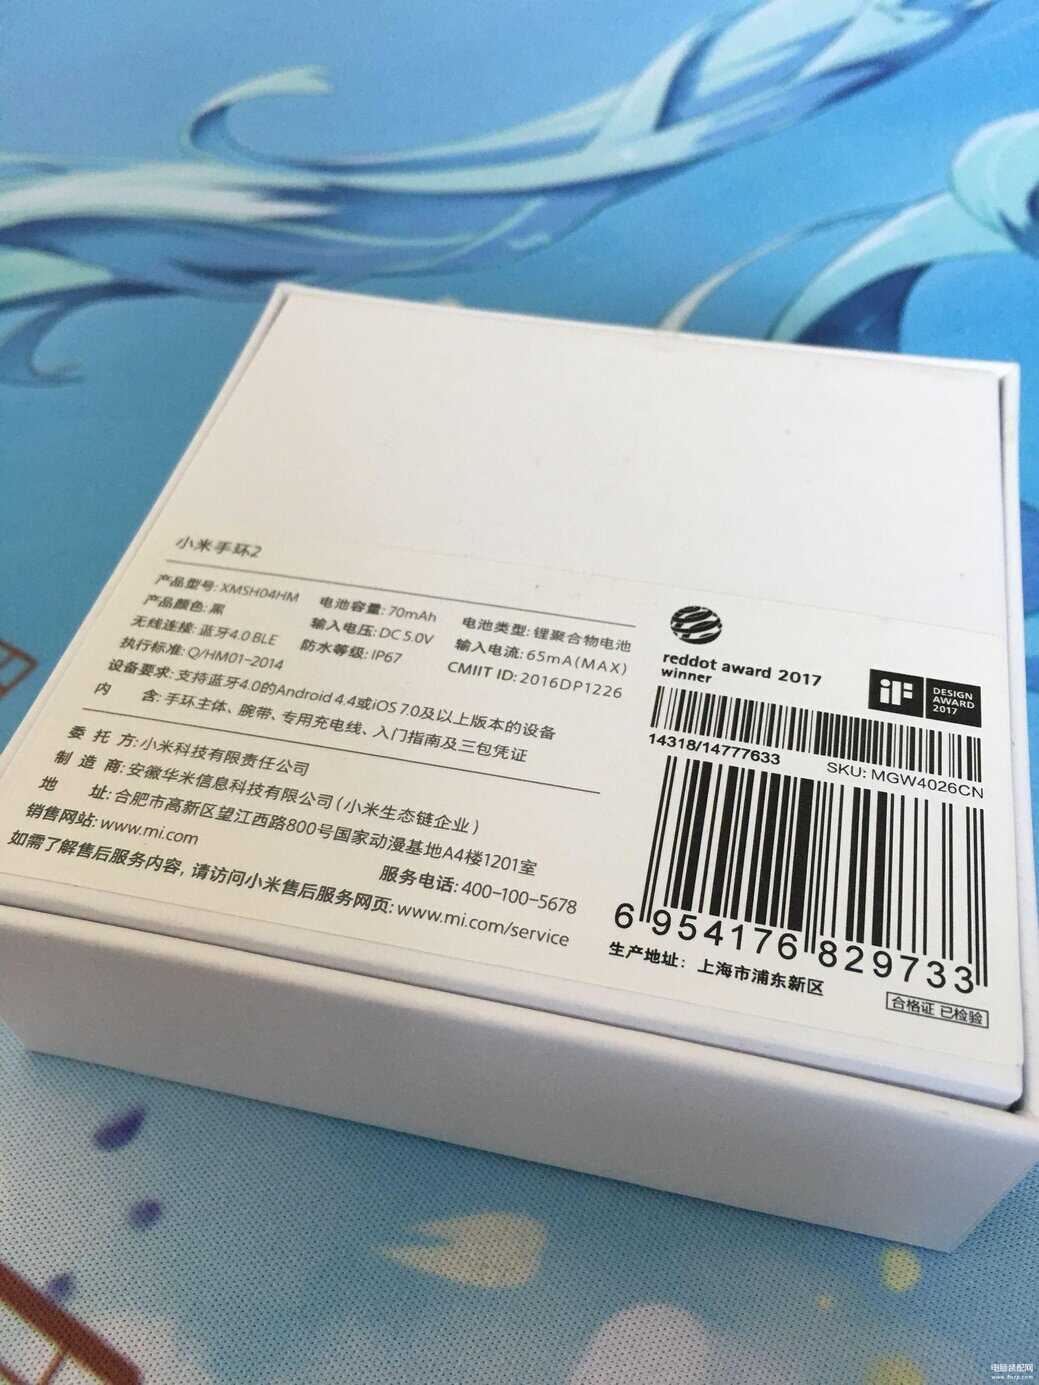 小米手环2
产品型号: XMSH04HM 电池容量: 70mAh 电池类型: 锂聚合物电池
产品颜色: 黑 输入电压: DC 5.0V 输入电流: 65mA(MAX)
无线连接: 蓝牙4.0 BLE 防水等级: IP67 CMIIT ID: 2016DP1226
执行标准: Q/HM01-2014
设备要求: 支持蓝牙4.0的Android 4.4或iOS 7.0及以上版本的设备
内 含: 手环主体、腕带、专用充电线、入门指南及三包凭证
委 托 方: 小米科技有限责任公司
制 造 商: 安徽华米信息科技有限公司(小米生态链企业)
地 址: 合肥市高新区望江西路800号国家动漫基地A4楼1201室
销售网站: www.mi.com 服务电话: 400-100-5678
如需了解售后服务内容, 请访问小米售后服务网页: www.mi.com/service
reddot award 2017
winner
iF DESIGN
AWARD
2017
14318/14777633
SKU: MGW4026CN
6 954176 829733
生产地址: 上海市浦东新区
合格证 已检验
电脑装配网
www.dnzp.com